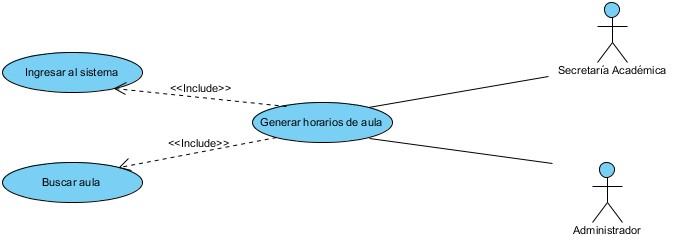 Ingresar al sistema
<<Include>>
Secretaría Académica
Generar horarios de aula
<<Include>>
Buscar aula
Administrador